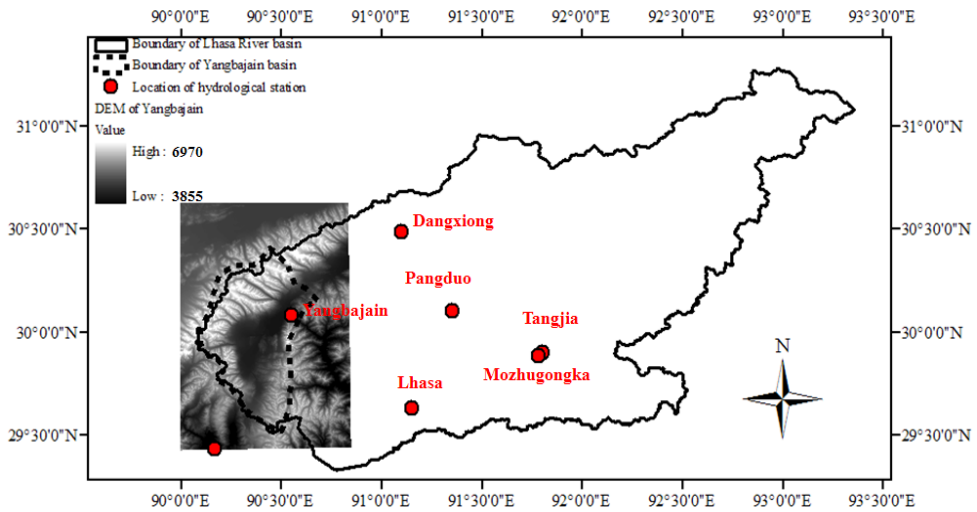 90°0'0"E 90°30'0"E 91°0'0"E 91°30'0"E 92°0'0"E 92°30'0"E 93°0'0"E 93°30'0"E
Boundary of Lhasa River basin
Boundary of Yangbajain basin
Location of hydrological station
DEM of Yangbajain
Value
High : 6970
Low : 3855
31°0'0"N 31°0'0"N
30°30'0"N 30°30'0"N
30°0'0"N 30°0'0"N
29°30'0"N 29°30'0"N
Dangxiong
Pangduo
Yangbajain
Tangjia
Mozhugongka
Lhasa
N
90°0'0"E 90°30'0"E 91°0'0"E 91°30'0"E 92°0'0"E 92°30'0"E 93°0'0"E 93°30'0"E